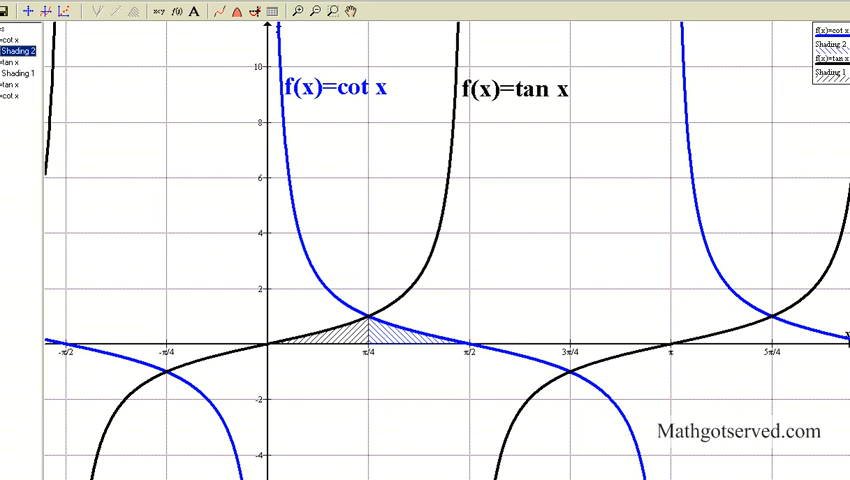 x=y f(x) A
s
=cot x
Shading 2
=tan x
Shading 1
=tan x
=cot x
f(x)=cot x
Shading 2
f(x)=tan x
Shading 1
f(x)=cot x
f(x)=tan x
10
8
6
4
2
-2
-4
-π/2 -π/4 π/4 π/2 3π/4 π 5π/4
x
Mathgotserved.com